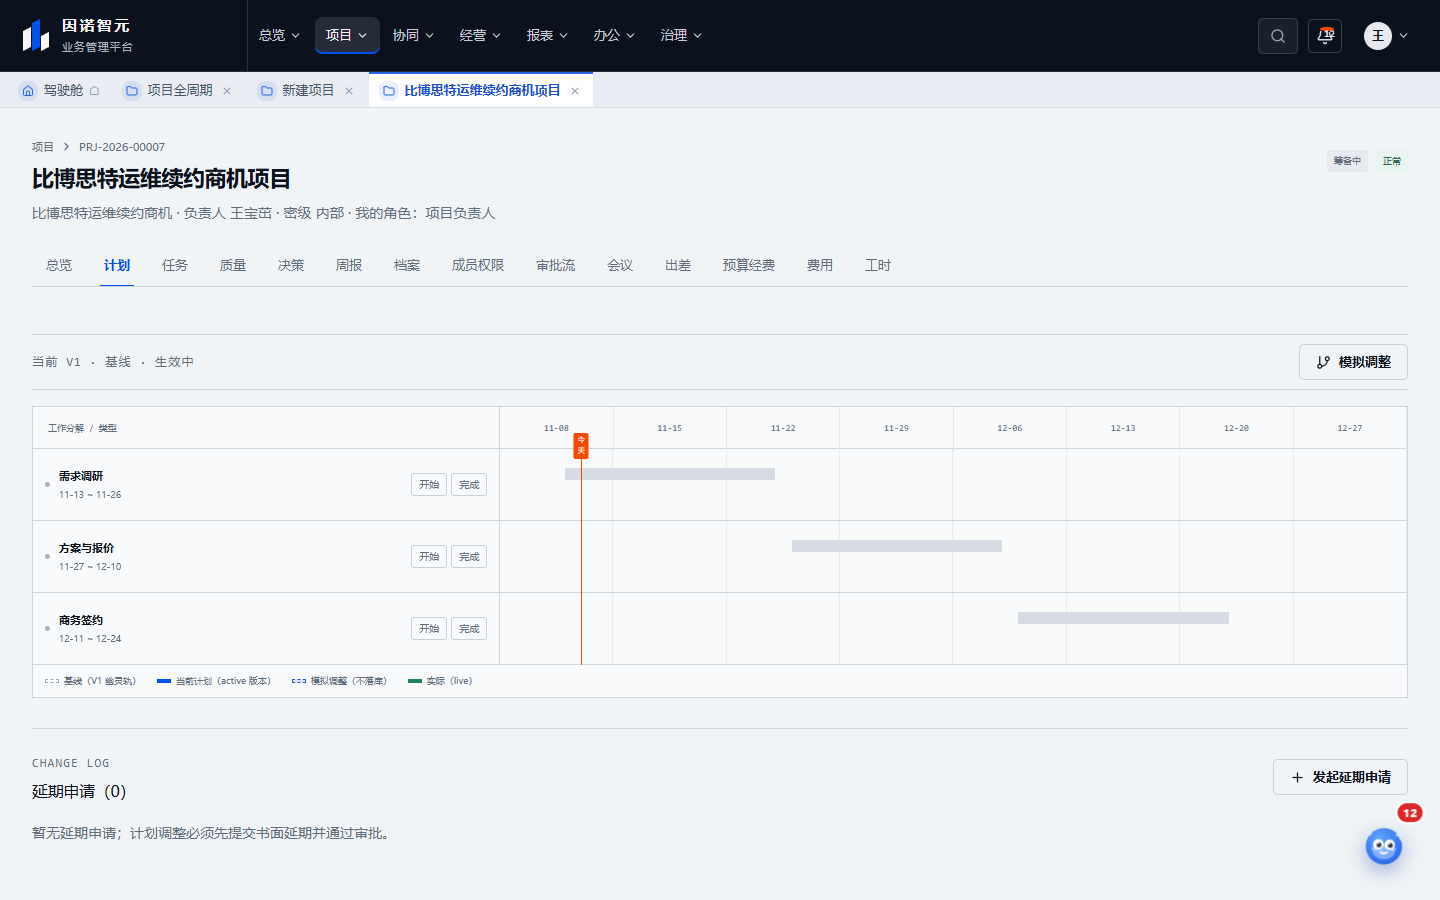 因诺智元
业务管理平台
总览 项目 协同 经营 报表 办公 治理
12
王
驾驶舱 项目全周期 新建项目 比博思特运维续约商机项目
项目 > PRJ-2026-00007
比博思特运维续约商机项目
筹备中 正常
比博思特运维续约商机 · 负责人 王宝茁 · 密级 内部 · 我的角色：项目负责人
总览 计划 任务 质量 决策 周报 档案 成员权限 审批流 会议 出差 预算经费 费用 工时
当前 V1 · 基线 · 生效中
模拟调整
工作分解 / 类型 11-08 11-15 11-22 11-29 12-06 12-13 12-20 12-27
今天
需求调研
11-13 ~ 11-26
开始 完成
方案与报价
11-27 ~ 12-10
开始 完成
商务签约
12-11 ~ 12-24
开始 完成
基线（V1 幽灵轨） 当前计划（active 版本） 模拟调整（不落库） 实际（live）
CHANGE LOG
延期申请（0）
发起延期申请
暂无延期申请；计划调整必须先提交书面延期并通过审批。
12